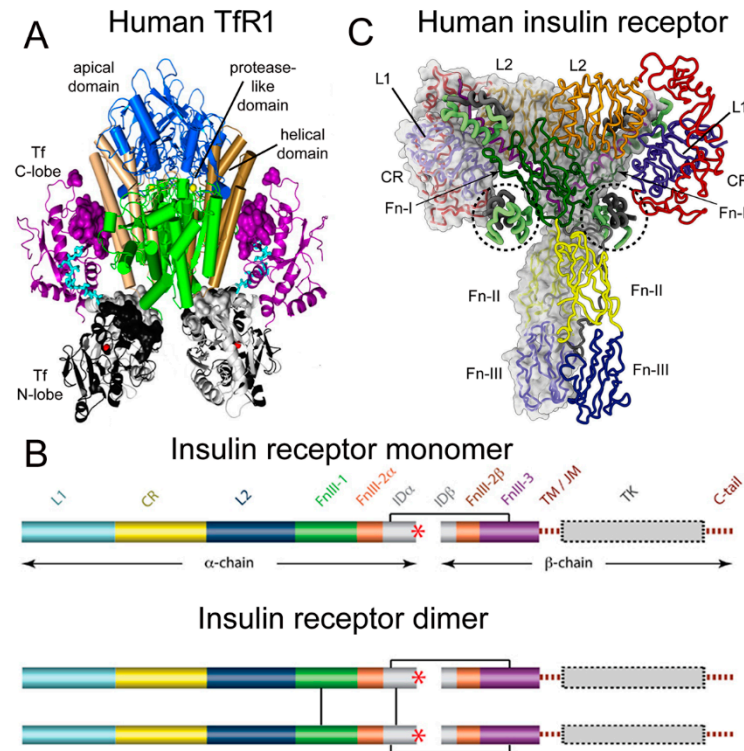 Human TfR1
A
apical
domain
protease-
like domain
helical
domain
Tf
C-lobe
Tf
N-lobe
Human insulin receptor
C
L2
L2
L1
L1
CR
CR
Fn-I
Fn-I
Fn-II
Fn-II
Fn-III
Fn-III
B
Insulin receptor monomer
L1 CR L2 FnIII-1 FnIII-2α IDα IDβ FnIII-2β FnIII-3 TM / JM TK C-tail
*
α-chain β-chain
Insulin receptor dimer
*
*